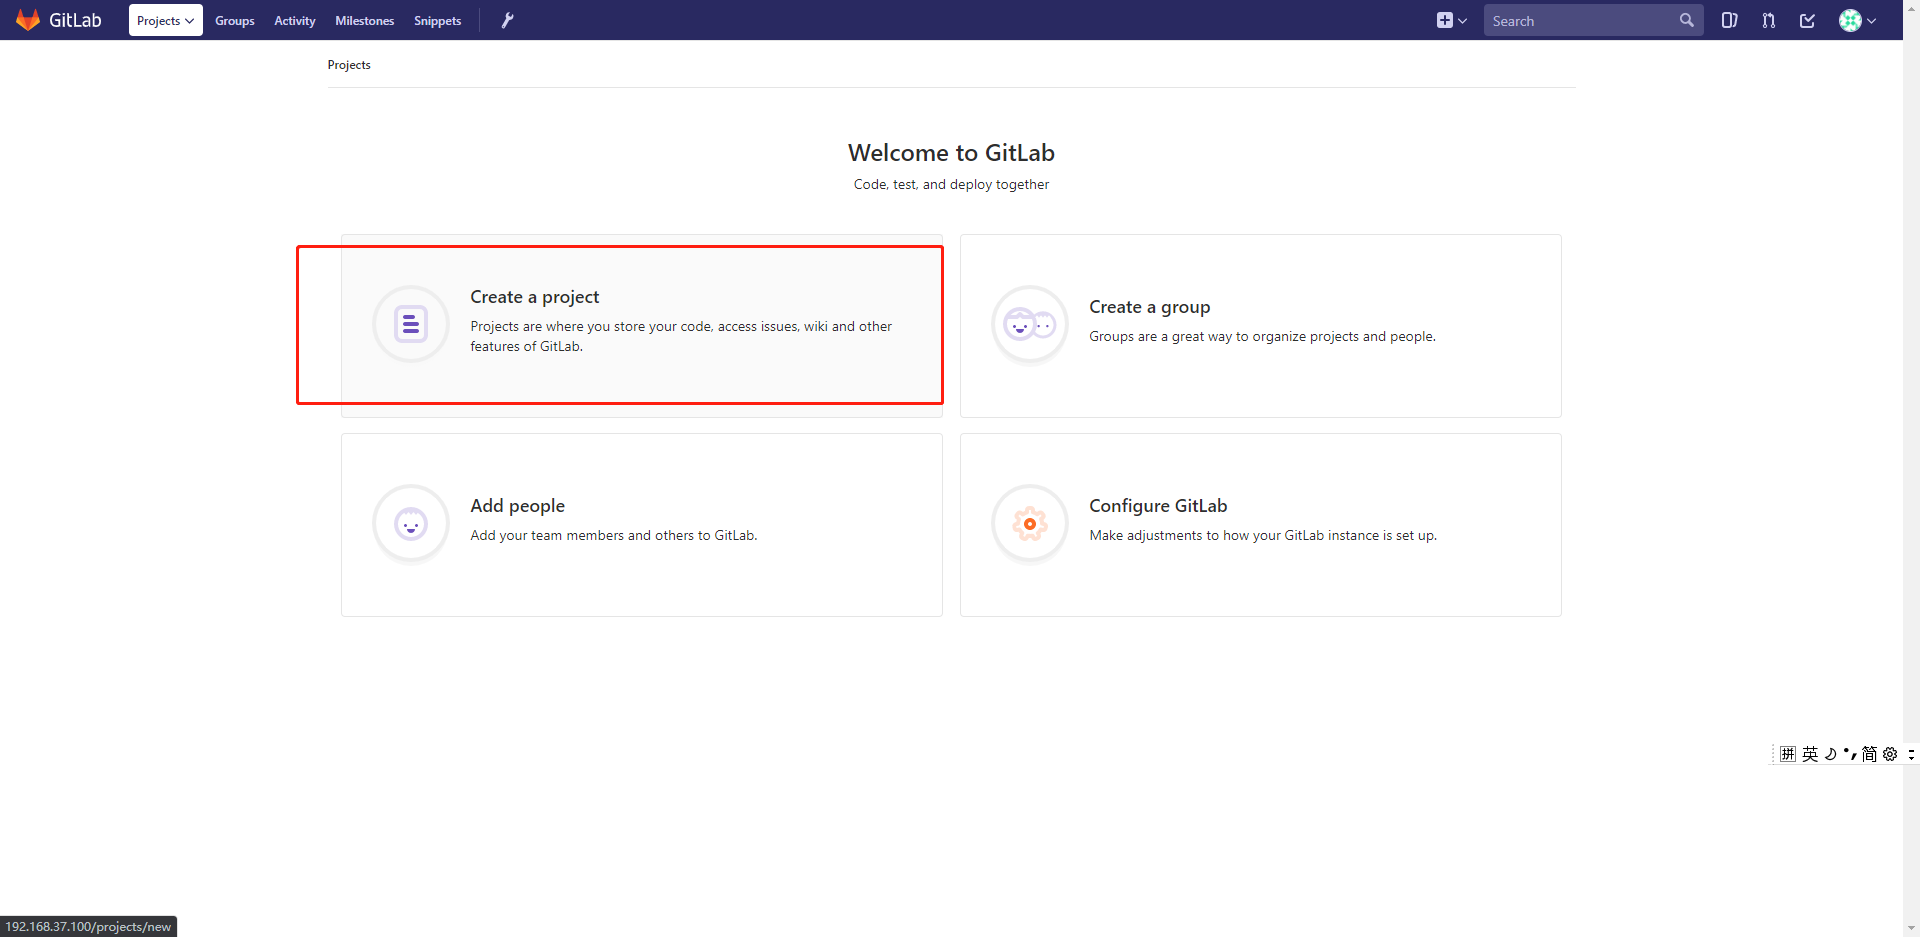 GitLab Projects Groups Activity Milestones Snippets Search
Projects
Welcome to GitLab
Code, test, and deploy together
Create a project
Projects are where you store your code, access issues, wiki and other
features of GitLab.
Create a group
Groups are a great way to organize projects and people.
Add people
Add your team members and others to GitLab.
Configure GitLab
Make adjustments to how your GitLab instance is set up.
拼 英 简
192.168.37.100/projects/new